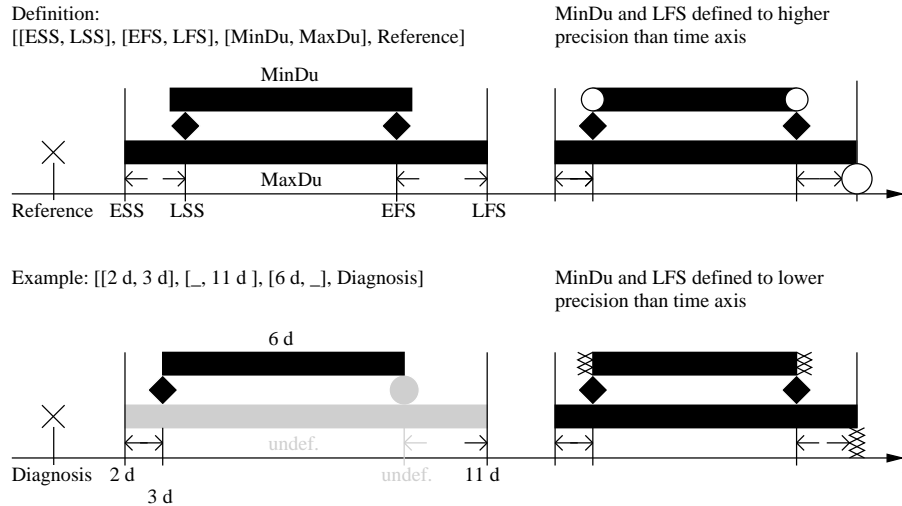 Definition:
[[ESS, LSS], [EFS, LFS], [MinDu, MaxDu], Reference]
MinDu and LFS defined to higher
precision than time axis
MinDu
MaxDu
Reference ESS LSS EFS LFS
Example: [[2 d, 3 d], [_, 11 d ], [6 d, _], Diagnosis]
MinDu and LFS defined to lower
precision than time axis
6 d
undef.
Diagnosis 2 d undef. 11 d
3 d